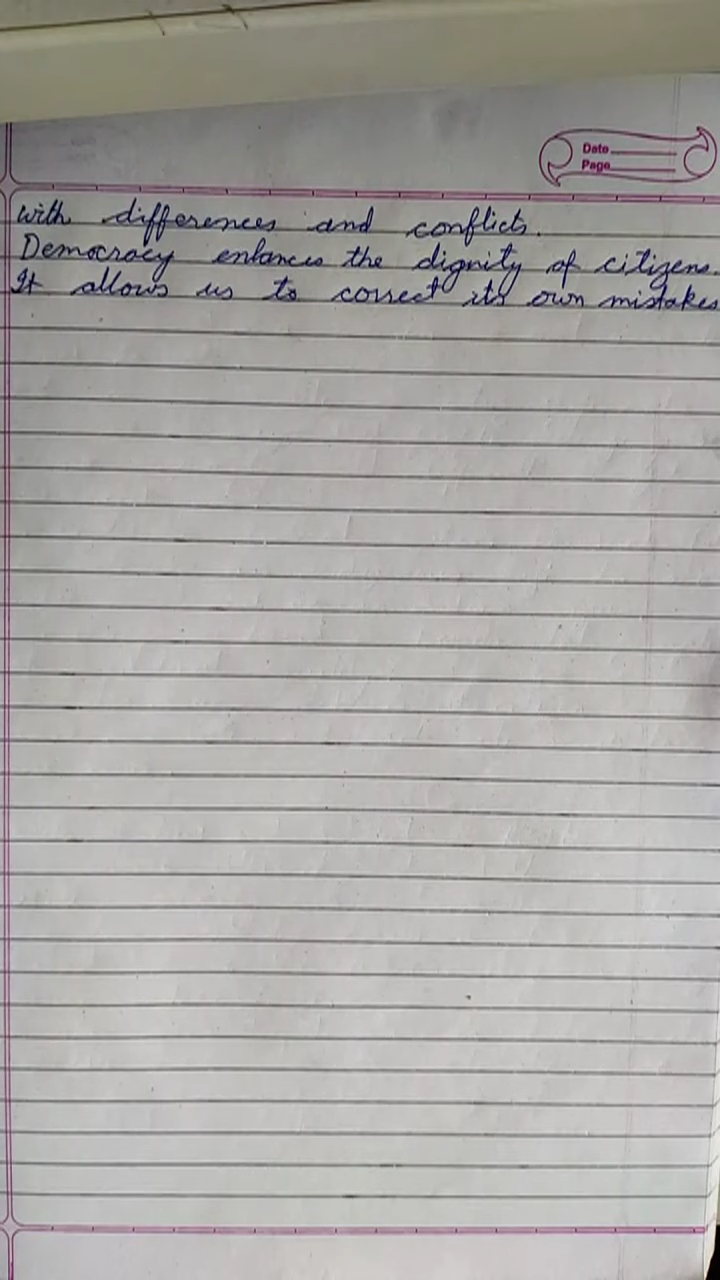 Date
Page
with differences and conflicts.
Democracy enhances the dignity of citizens.
It allows us to correct its own mistakes